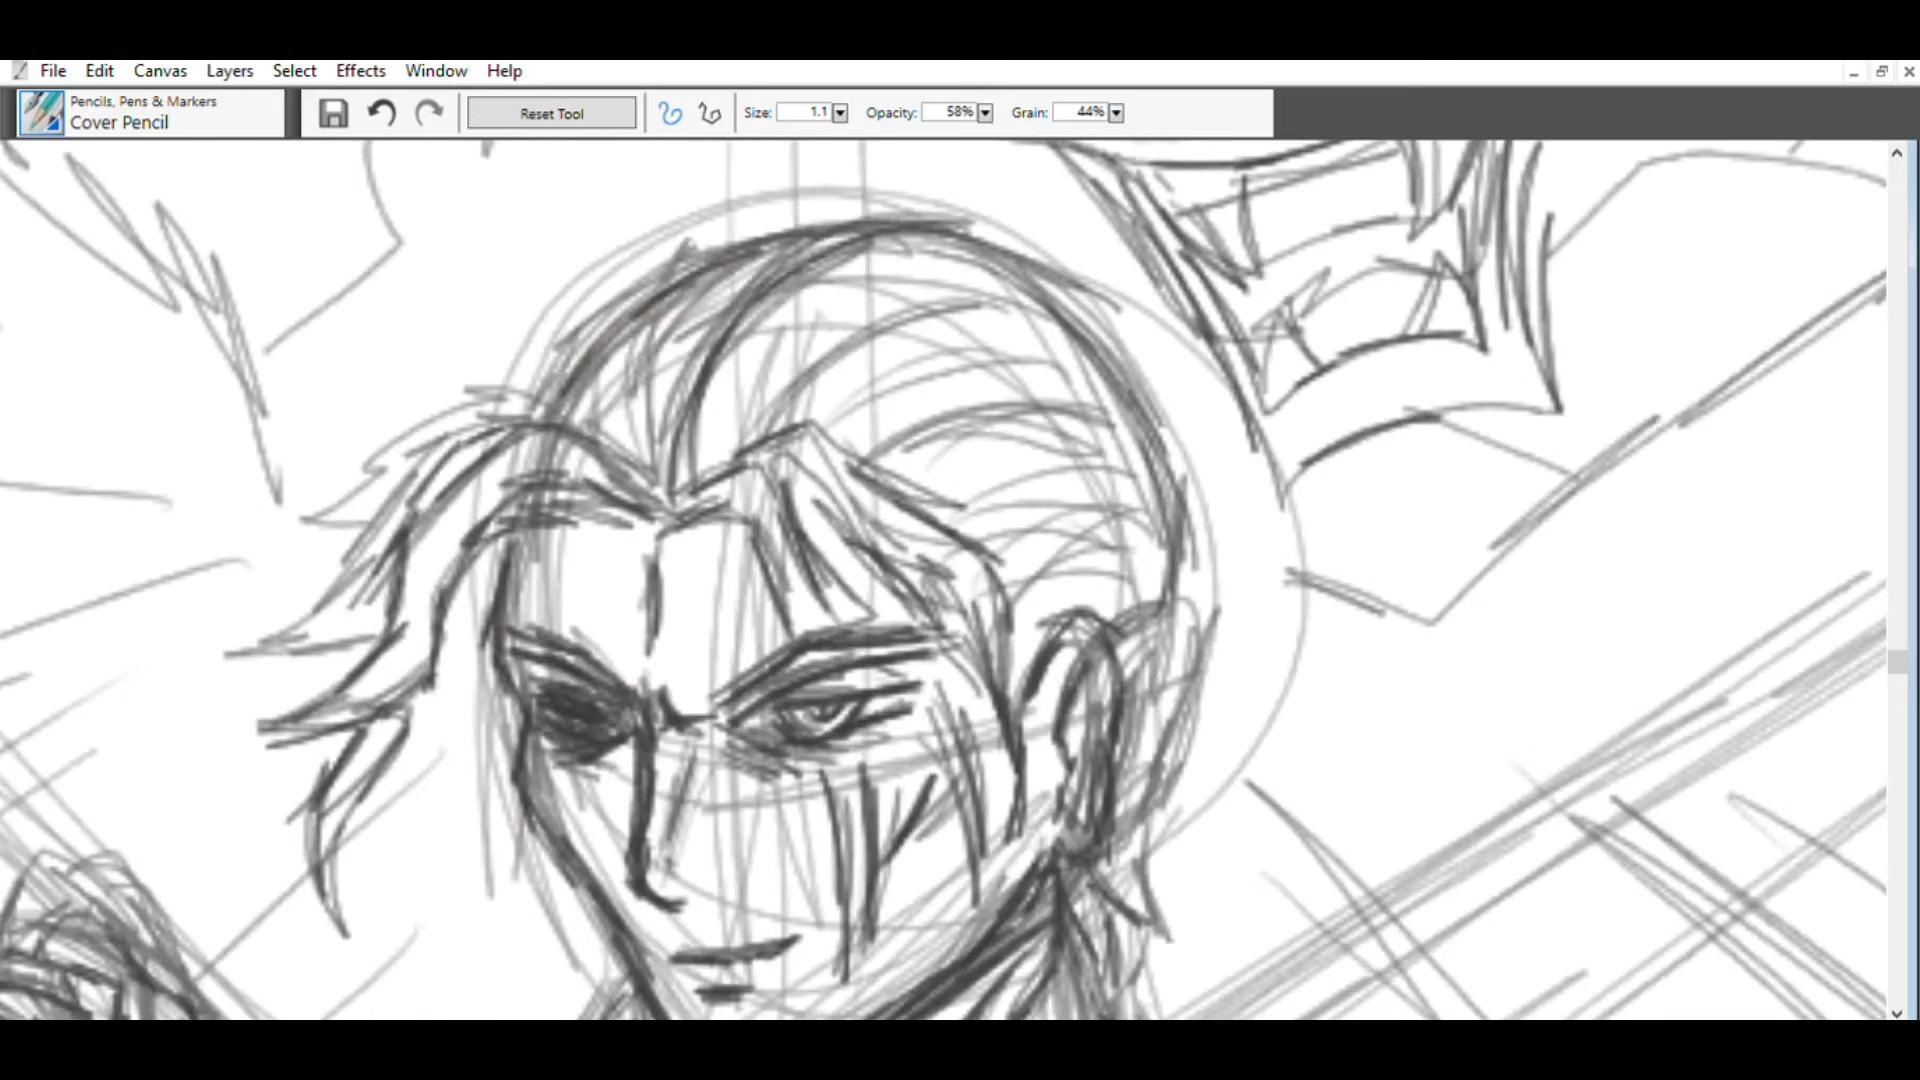 File Edit Canvas Layers Select Effects Window Help
Pencils, Pens & Markers
Cover Pencil
Reset Tool
Size: 1.1 Opacity: 58% Grain: 44%